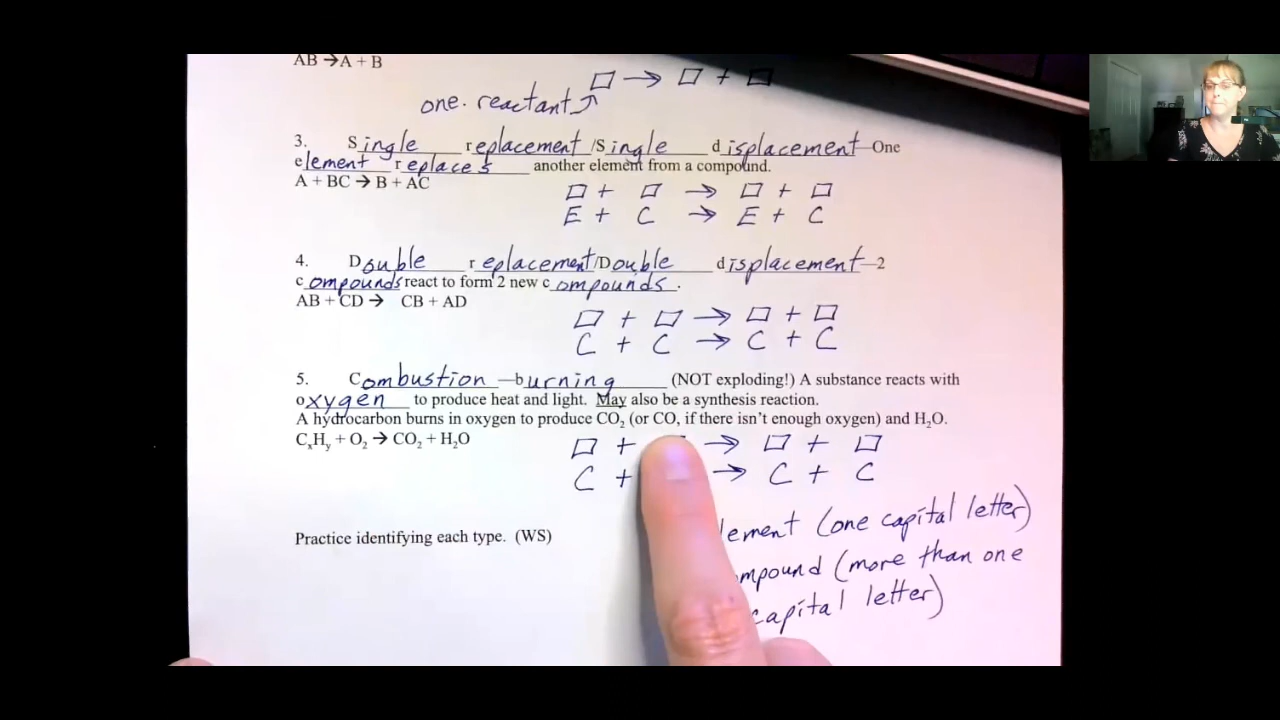 AB →A + B
□ → □ + □
one. reactant
3. Single replacement /Single displacement—One
element replaces another element from a compound.
A + BC → B + AC
□ + □ → □ + □
E + C → E + C
4. Double replacement/Double displacement—2
compounds react to form 2 new compounds.
AB + CD → CB + AD
□ + □ → □ + □
C + C → C + C
5. Combustion—burning (NOT exploding!) A substance reacts with
oxygen to produce heat and light. May also be a synthesis reaction.
A hydrocarbon burns in oxygen to produce CO₂ (or CO, if there isn't enough oxygen) and H₂O.
CₓHᵧ + O₂ → CO₂ + H₂O
□ + → □ + □
C + → C + C
lement (one capital letter)
Practice identifying each type. (WS)
mpound (more than one
capital letter)